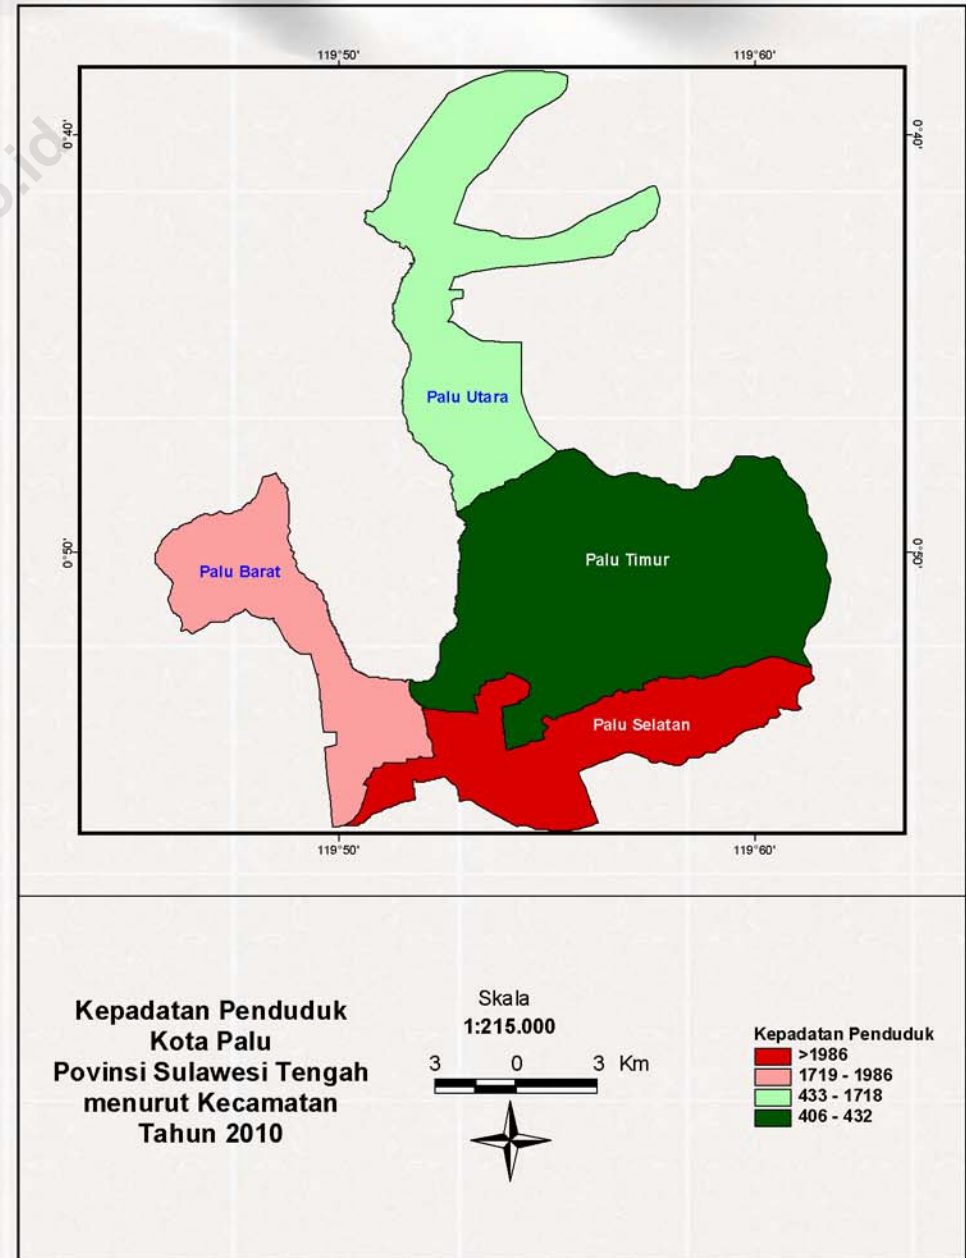 119°50' 119°60'
0°40' 0°40'
Palu Utara
0°50' 0°50'
Palu Timur
Palu Barat
Palu Selatan
119°50' 119°60'
Kepadatan Penduduk
Kota Palu
Povinsi Sulawesi Tengah
menurut Kecamatan
Tahun 2010
Skala
1:215.000
3 0 3 Km
Kepadatan Penduduk
>1986
1719 - 1986
433 - 1718
406 - 432
.id